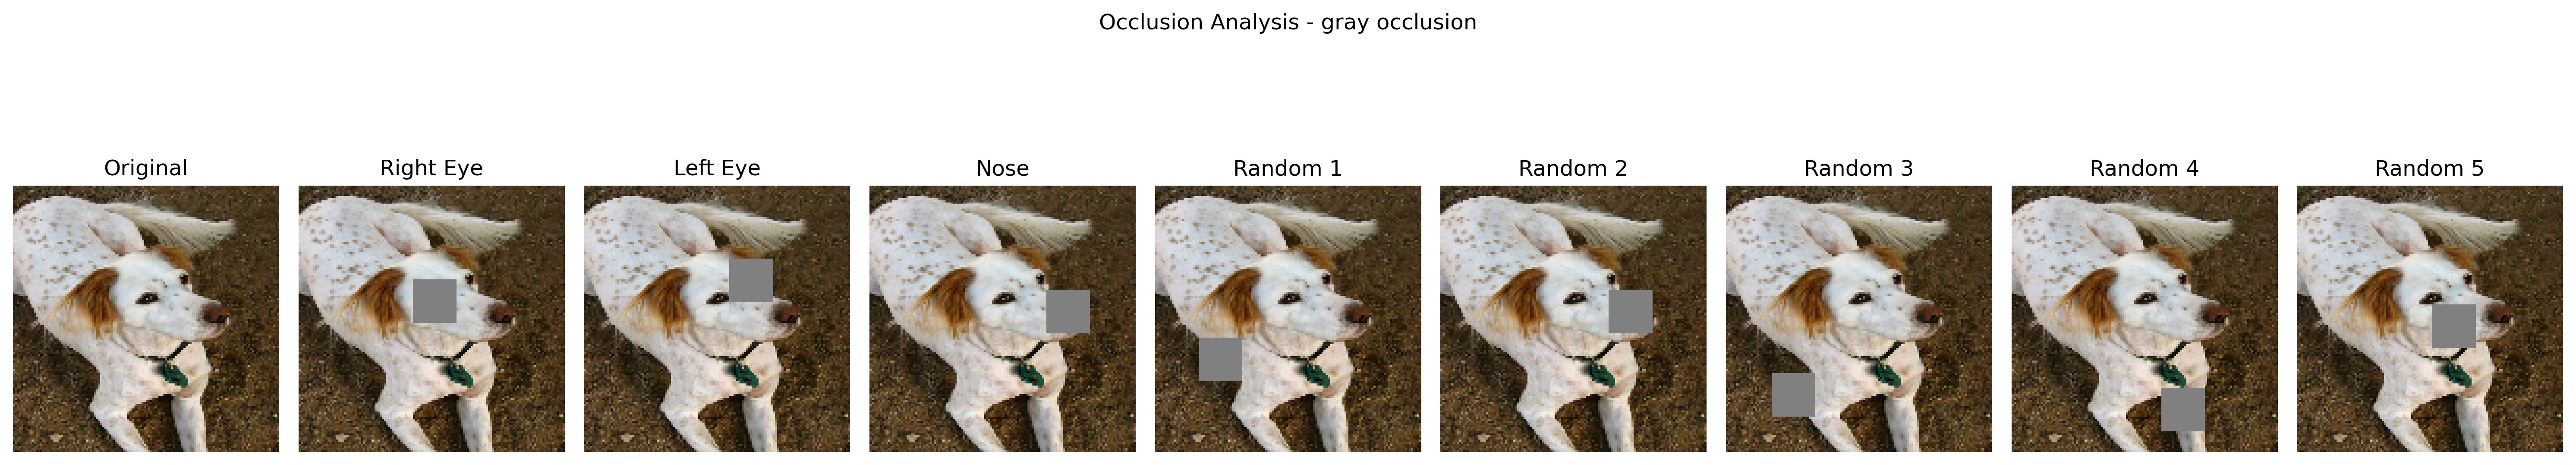 Occlusion Analysis - gray occlusion
Original
Right Eye
Left Eye
Nose
Random 1
Random 2
Random 3
Random 4
Random 5